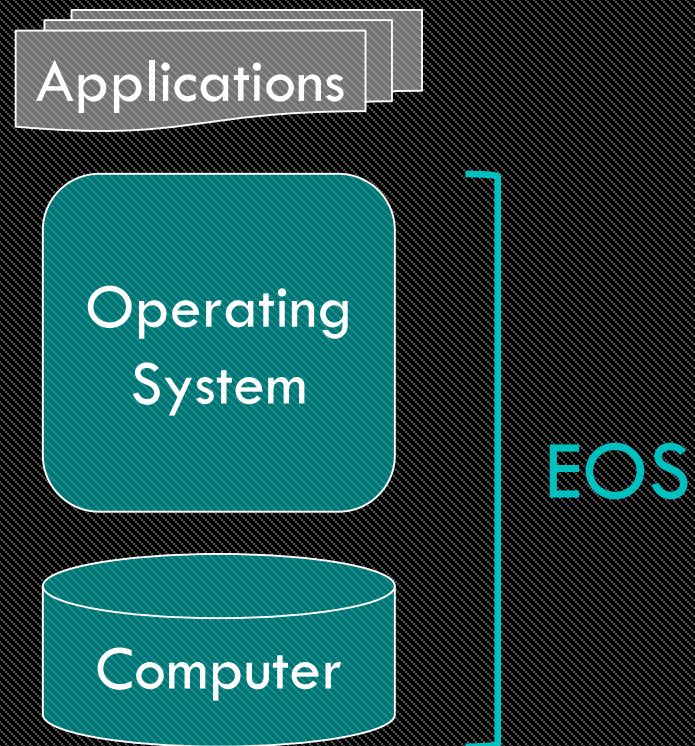 Applications
Operating
System
EOS
Computer